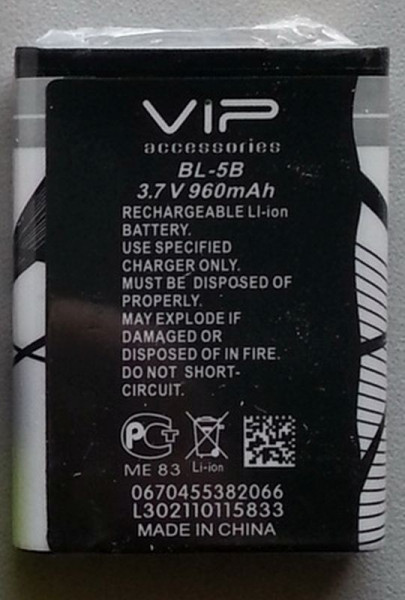 VIP
accessories
BL-5B
3.7 V 960mAh
RECHARGEABLE LI-ion
BATTERY.
USE SPECIFIED
CHARGER ONLY.
MUST BE DISPOSED OF
PROPERLY.
MAY EXPLODE IF
DAMAGED OR
DISPOSED OF IN FIRE.
DO NOT SHORT-
CIRCUIT.
ME 83 Li-ion
0670455382066
L302110115833
MADE IN CHINA